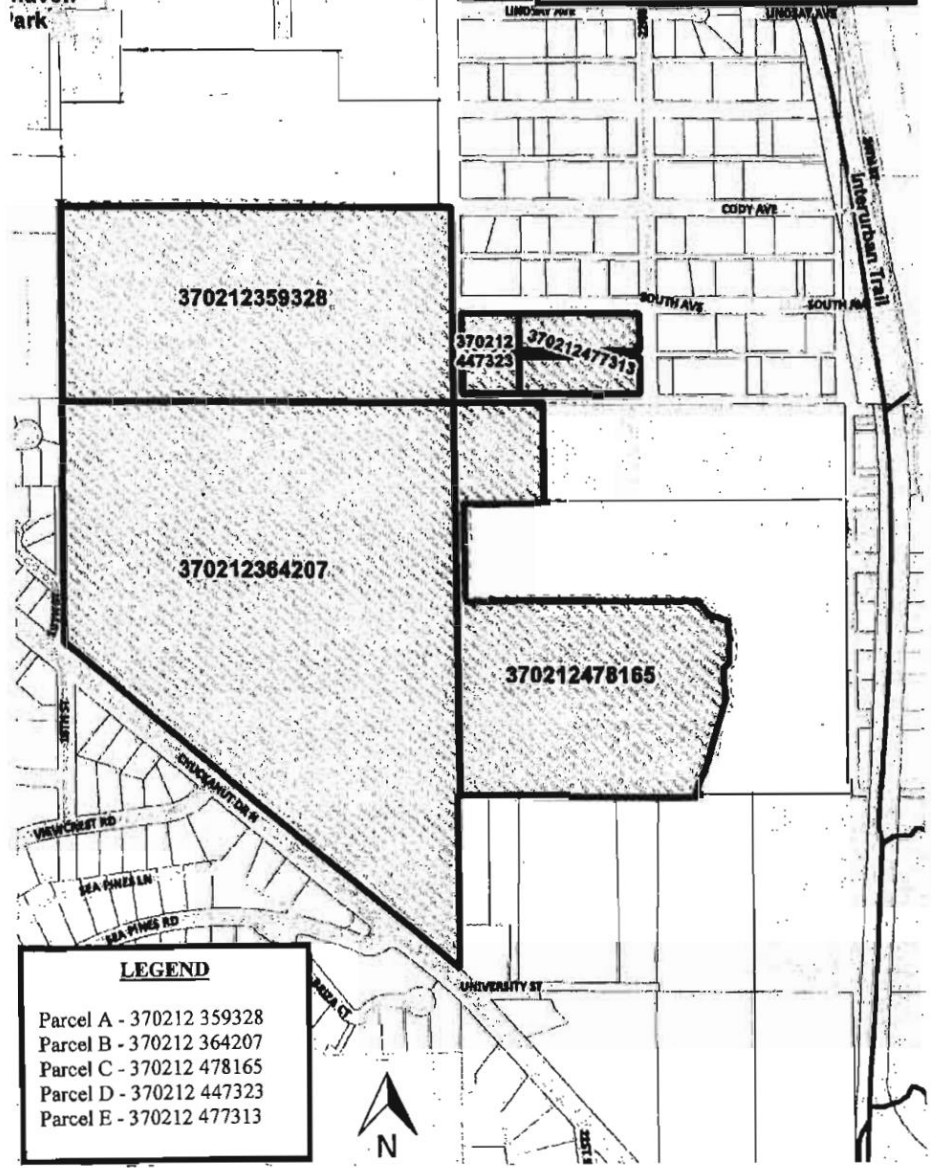 Park
LINDSAY AVE
LINDSAY AVE
Interurban Trail
CODY AVE
SOUTH AVE
SOUTH AVE
370212359328
370212
447323
370212477313
370212364207
370212478165
CHUCKANUT DR N
VIEWCREST RD
SEA PINES LN
SEA PINES RD
UNIVERSITY ST
LEGEND
Parcel A - 370212 359328
Parcel B - 370212 364207
Parcel C - 370212 478165
Parcel D - 370212 447323
Parcel E - 370212 477313
N